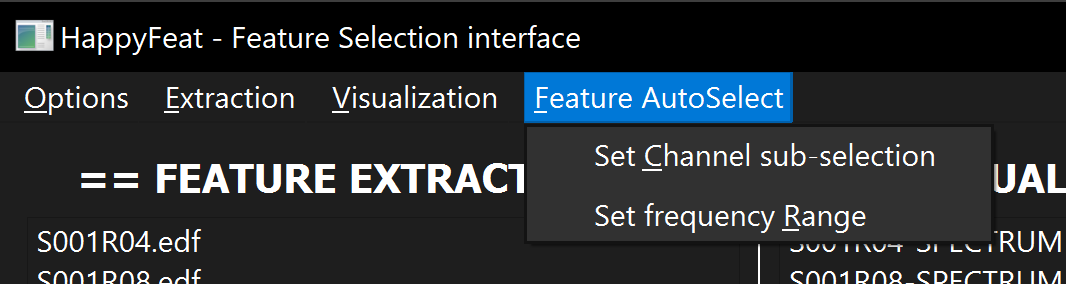 HappyFeat - Feature Selection interface
Options Extraction Visualization Feature AutoSelect
Set Channel sub-selection
== FEATURE EXTRACT UAL
Set frequency Range
S001R04.edf S001R04-SPECTRUM
S001R08.edf S001R08-SPECTRUM